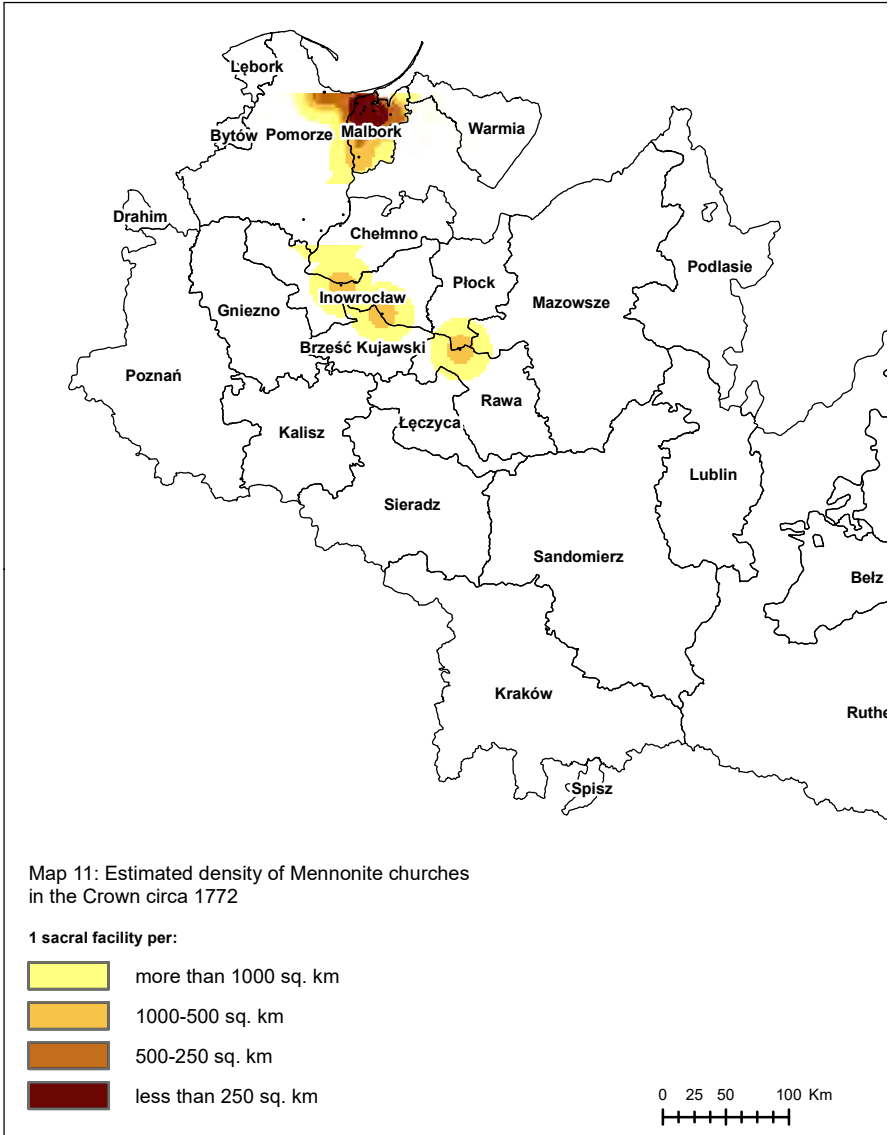 Lębork
Bytów
Pomorze
Malbork
Warmia
Drahim
Chełmno
Podlasie
Płock
Gniezno
Inowrocław
Mazowsze
Brześć Kujawski
Poznań
Rawa
Łęczyca
Kalisz
Lublin
Sieradz
Sandomierz
Bełz
Kraków
Ruthe
Spisz
Map 11: Estimated density of Mennonite churches
in the Crown circa 1772
1 sacral facility per:
more than 1000 sq. km
1000-500 sq. km
500-250 sq. km
less than 250 sq. km
0 25 50 100 Km